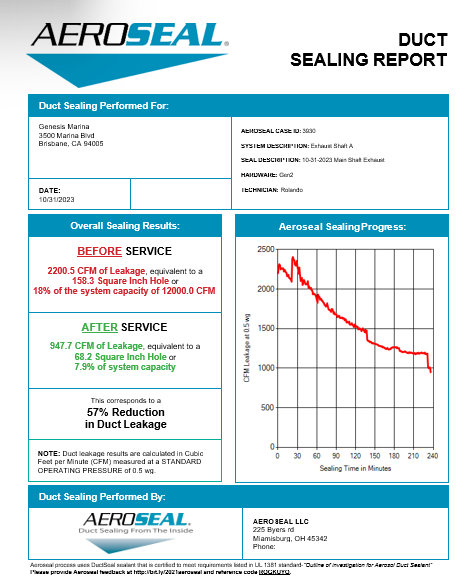 AEROSEAL
DUCT
SEALING REPORT
Duct Sealing Performed For:
Genesis Marina
3500 Marina Blvd
Brisbane, CA 94005
DATE:
10/31/2023
AEROSEAL CASE ID: 3930
SYSTEM DESCRIPTION: Exhaust Shaft A
SEAL DESCRIPTION: 10-31-2023 Main Shaft Exhaust
HARDWARE: Gen2
TECHNICIAN: Rolando
Overall Sealing Results:
BEFORE SERVICE
2200.5 CFM of Leakage, equivalent to a
158.3 Square Inch Hole or
18% of the system capacity of 12000.0 CFM
AFTER SERVICE
947.7 CFM of Leakage, equivalent to a
68.2 Square Inch Hole or
7.9% of system capacity
This corresponds to a
57% Reduction
in Duct Leakage
NOTE: Duct leakage results are calculated in Cubic
Feet per Minute (CFM) measured at a STANDARD
OPERATING PRESSURE of 0.5 wg.
Aeroseal Sealing Progress:
CFM Leakage at 0.5 wg
2500
2000
1500
1000
500
0
0 30 60 90 120 150 180 210 240
Sealing Time in Minutes
Duct Sealing Performed By:
AEROSEAL
Duct Sealing From The Inside
AEROSEAL LLC
225 Byers rd
Miamisburg, OH 45342
Phone:
Aeroseal process uses DuctSeal sealant that is certified to meet requirements listed in UL 1381 standard-"Outline of Investigation for Aerosol Duct Sealant"
Please provide Aeroseal feedback at http://bit.ly/2021aeroseal and reference code ROGKUYO.